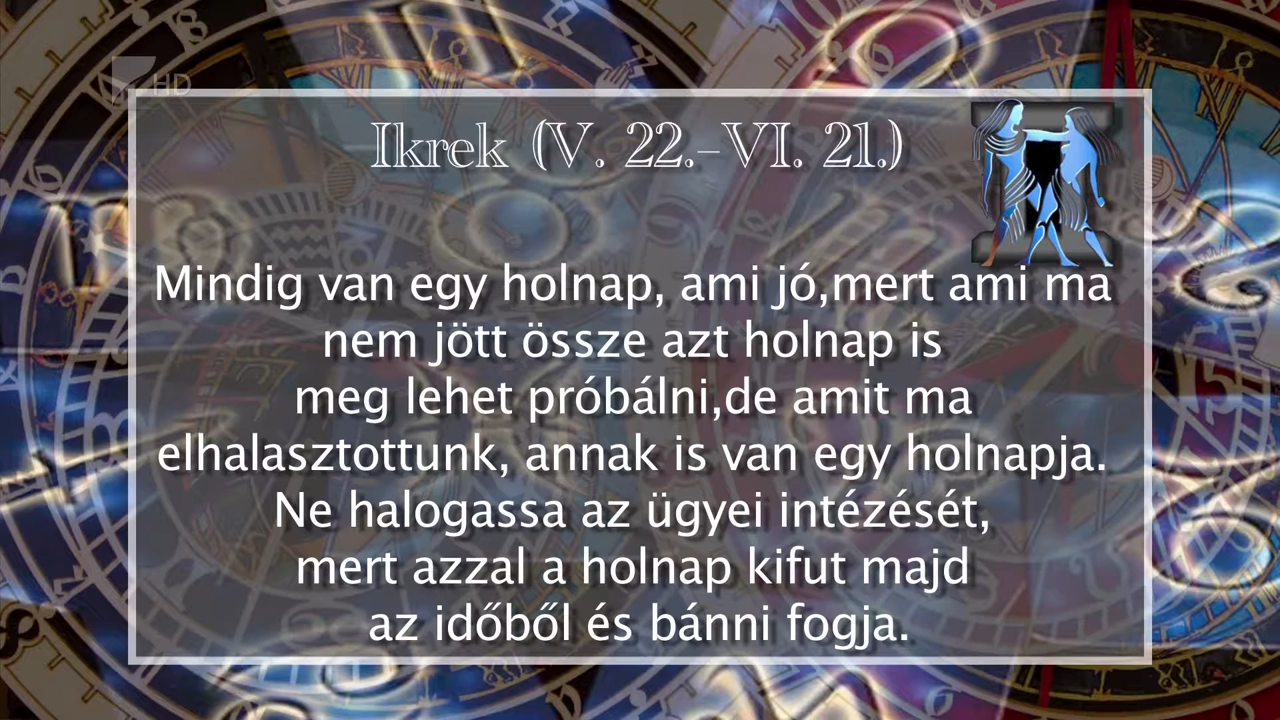 HD
Ikrek (V. 22.-VI. 21.)
Mindig van egy holnap, ami jó,mert ami ma
nem jött össze azt holnap is
meg lehet próbálni,de amit ma
elhalasztottunk, annak is van egy holnapja.
Ne halogassa az ügyei intézését,
mert azzal a holnap kifut majd
az időből és bánni fogja.